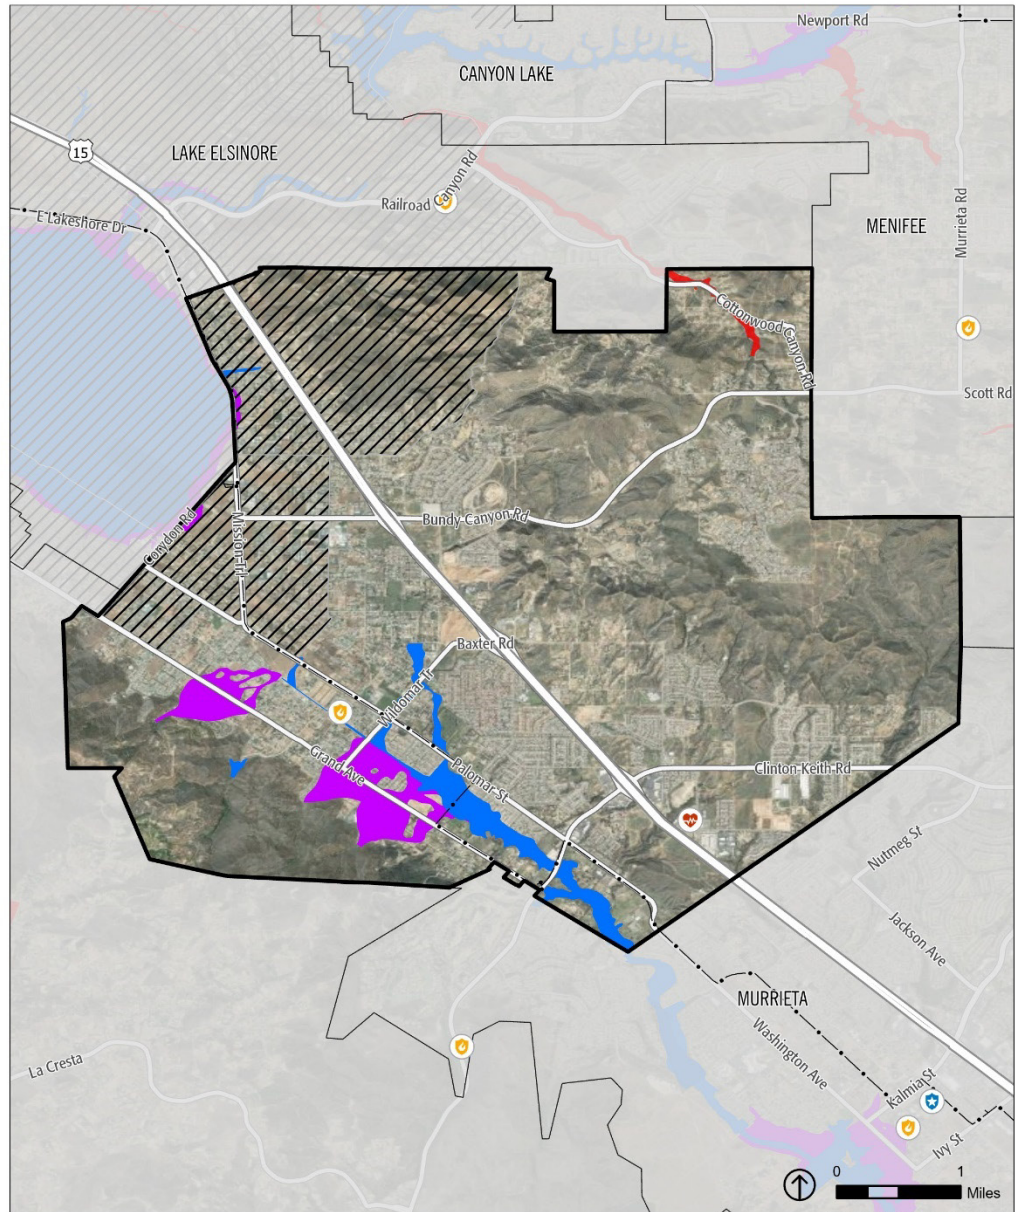 Newport Rd
CANYON LAKE
15
LAKE ELSINORE
Railroad Canyon Rd
E Lakeshore Dr
MENIFEE
Murrieta Rd
Cottonwood Canyon Rd
Scott Rd
Corydon Rd
Mission Trl
Bundy Canyon Rd
Baxter Rd
Wildomar Tr
Grand Ave
Palomar St
Clinton Keith Rd
Nutmeg St
Jackson Ave
MURRIETA
Washington Ave
La Cresta
Kalmia St
Ivy St
0 1
Miles